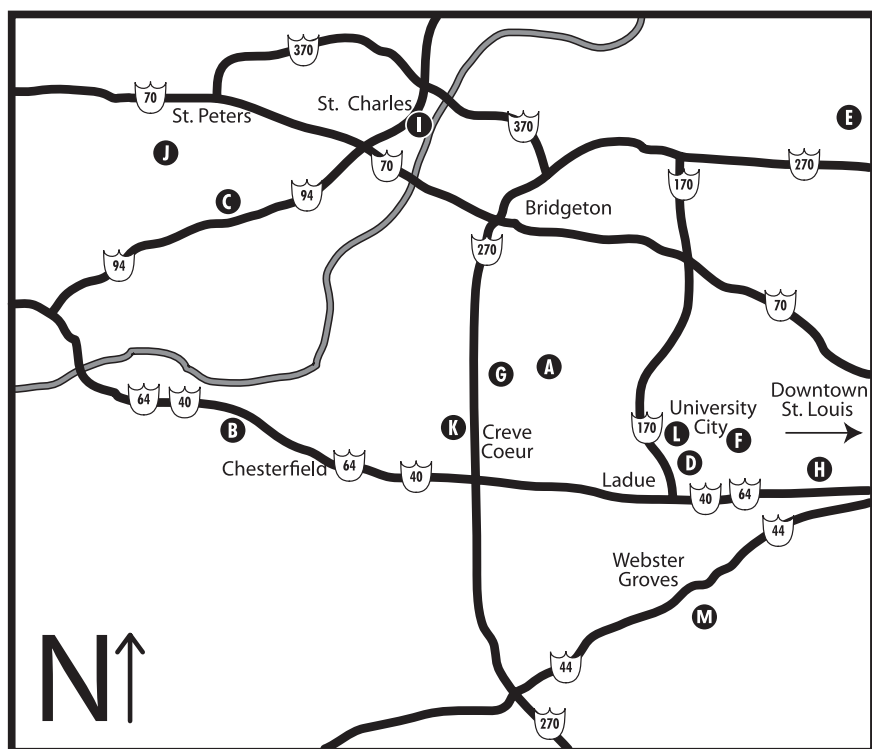 370
70
St. Peters
St. Charles
I
370
E
J
70
270
170
C
94
Bridgeton
270
94
70
G
A
Downtown
St. Louis
64
40
B
K
Creve
Coeur
170
University
City
L
F
D
Chesterfield
64
40
Ladue
40
64
H
44
Webster
Groves
M
N
44
270